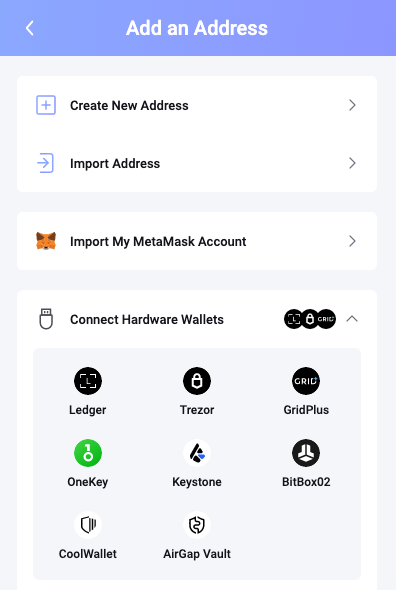 Add an Address
Create New Address
Import Address
Import My MetaMask Account
Connect Hardware Wallets
GRID+
Ledger
Trezor
GRID+
GridPlus
OneKey
Keystone
BitBox02
CoolWallet
AirGap Vault